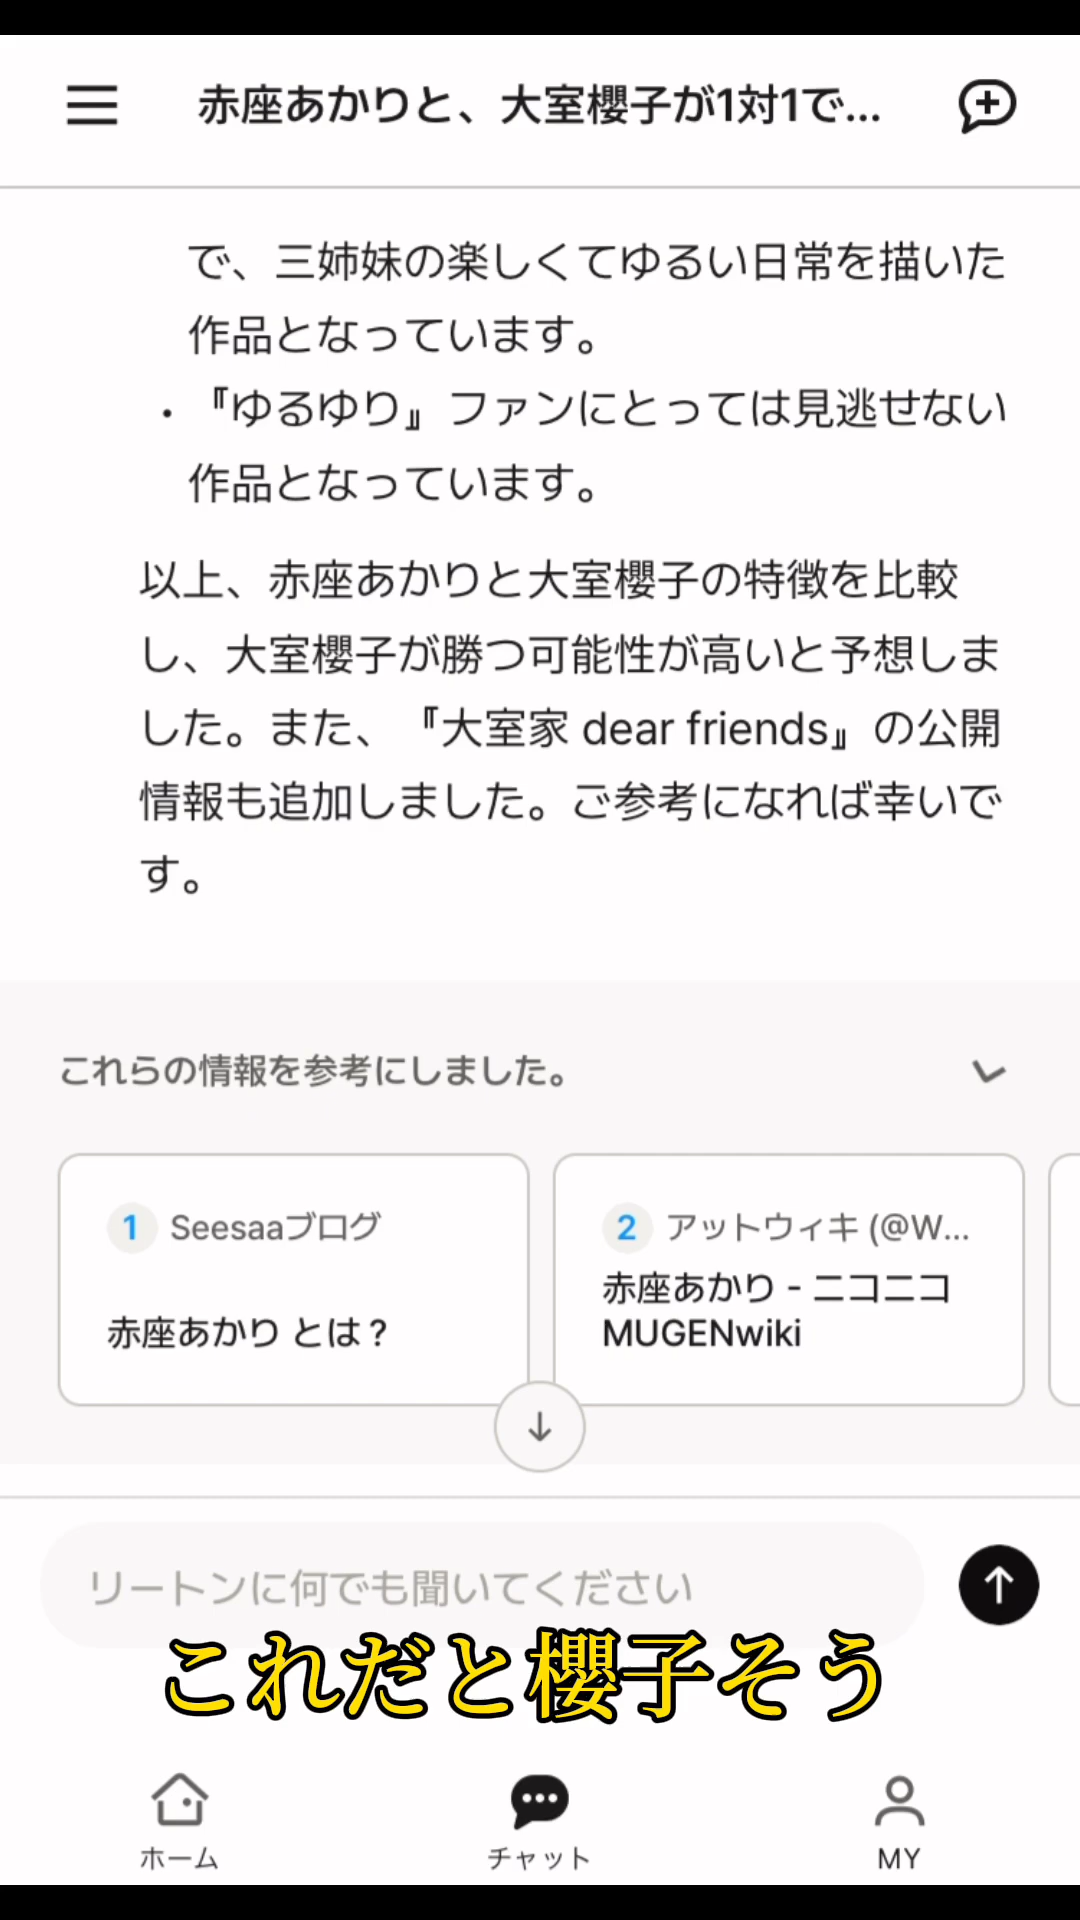 赤座あかりと、大室櫻子が1対1で...
で、三姉妹の楽しくてゆるい日常を描いた
作品となっています。
・『ゆるゆり』ファンにとっては見逃せない
作品となっています。
以上、赤座あかりと大室櫻子の特徴を比較
し、大室櫻子が勝つ可能性が高いと予想しま
した。また、『大室家 dear friends』の公開
情報も追加しました。ご参考になれば幸いで
す。
これらの情報を参考にしました。
1 Seesaaブログ
赤座あかり とは？
2 アットウィキ (@W...
赤座あかり - ニコニコ
MUGENwiki
リートンに何でも聞いてください
これだと櫻子そう
ホーム
チャット
MY